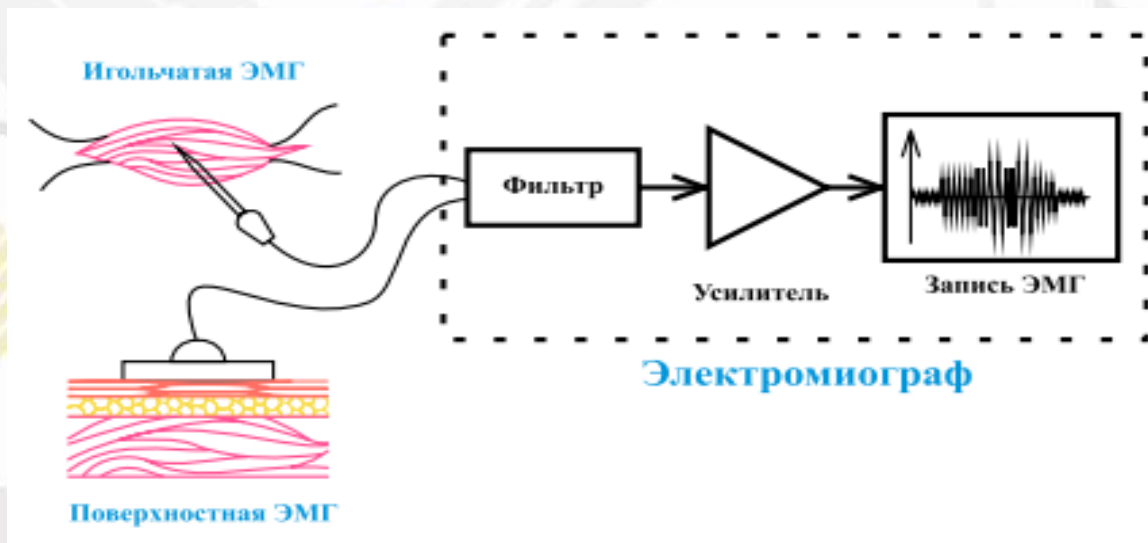 Игольчатая ЭМГ
Фильтр
Усилитель
Запись ЭМГ
Электромиограф
Поверхностная ЭМГ